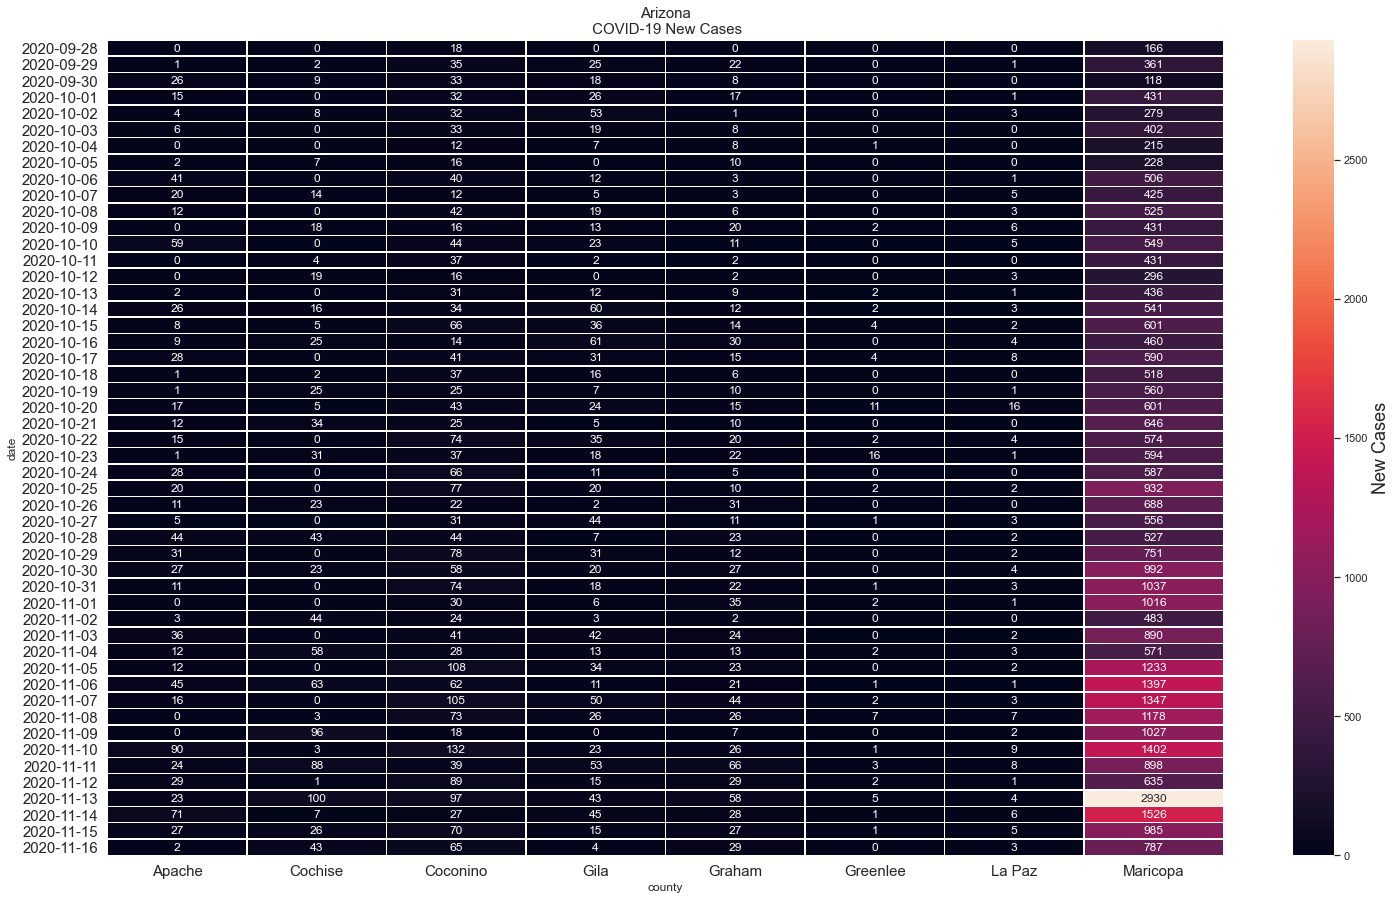 Arizona
COVID-19 New Cases
2020-09-28 0 0 18 0 0 0 0 166
2020-09-29 1 2 35 25 22 0 1 361
2020-09-30 26 9 33 18 8 0 0 118
2020-10-01 15 0 32 26 17 0 1 431
2020-10-02 4 8 32 53 1 0 3 279
2020-10-03 6 0 33 19 8 0 0 402
2020-10-04 0 0 12 7 8 1 0 215
2020-10-05 2 7 16 0 10 0 0 228
2020-10-06 41 0 40 12 3 0 1 506
2020-10-07 20 14 12 5 3 0 5 425
2020-10-08 12 0 42 19 6 0 3 525
2020-10-09 0 18 16 13 20 2 6 431
2020-10-10 59 0 44 23 11 0 5 549
2020-10-11 0 4 37 2 2 0 0 431
2020-10-12 0 19 16 0 2 0 3 296
2020-10-13 2 0 31 12 9 2 1 436
2020-10-14 26 16 34 60 12 2 3 541
2020-10-15 8 5 66 36 14 4 2 601
2020-10-16 9 25 14 61 30 0 4 460
2020-10-17 28 0 41 31 15 4 8 590
2020-10-18 1 2 37 16 6 0 0 518
2020-10-19 1 25 25 7 10 0 1 560
2020-10-20 17 5 43 24 15 11 16 601
2020-10-21 12 34 25 5 10 0 0 646
2020-10-22 15 0 74 35 20 2 4 574
2020-10-23 1 31 37 18 22 16 1 594
2020-10-24 28 0 66 11 5 0 0 587
2020-10-25 20 0 77 20 10 2 2 932
2020-10-26 11 23 22 2 31 0 0 688
2020-10-27 5 0 31 44 11 1 3 556
2020-10-28 44 43 44 7 23 0 2 527
2020-10-29 31 0 78 31 12 0 2 751
2020-10-30 27 23 58 20 27 0 4 992
2020-10-31 11 0 74 18 22 1 3 1037
2020-11-01 0 0 30 6 35 2 1 1016
2020-11-02 3 44 24 3 2 0 0 483
2020-11-03 36 0 41 42 24 0 2 890
2020-11-04 12 58 28 13 13 2 3 571
2020-11-05 12 0 108 34 23 0 2 1233
2020-11-06 45 63 62 11 21 1 1 1397
2020-11-07 16 0 105 50 44 2 3 1347
2020-11-08 0 3 73 26 26 7 7 1178
2020-11-09 0 96 18 0 7 0 2 1027
2020-11-10 90 3 132 23 26 1 9 1402
2020-11-11 24 88 39 53 66 3 8 898
2020-11-12 29 1 89 15 29 2 1 635
2020-11-13 23 100 97 43 58 5 4 2930
2020-11-14 71 7 27 45 28 1 6 1526
2020-11-15 27 26 70 15 27 1 5 985
2020-11-16 2 43 65 4 29 0 3 787
Apache Cochise Coconino Gila Graham Greenlee La Paz Maricopa
county
date
2500
2000
1500
1000
500
0
New Cases